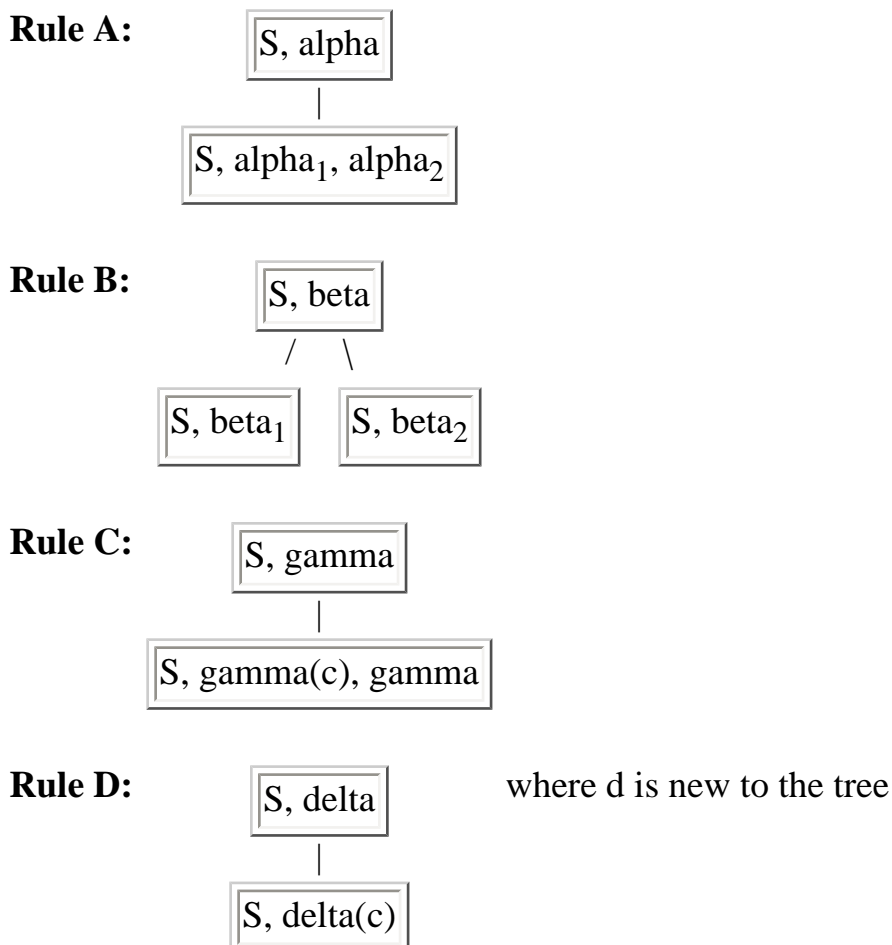 Rule A:
S, alpha
S, alpha₁, alpha₂
Rule B:
S, beta
S, beta₁ S, beta₂
Rule C:
S, gamma
S, gamma(c), gamma
Rule D:
S, delta where d is new to the tree
S, delta(c)